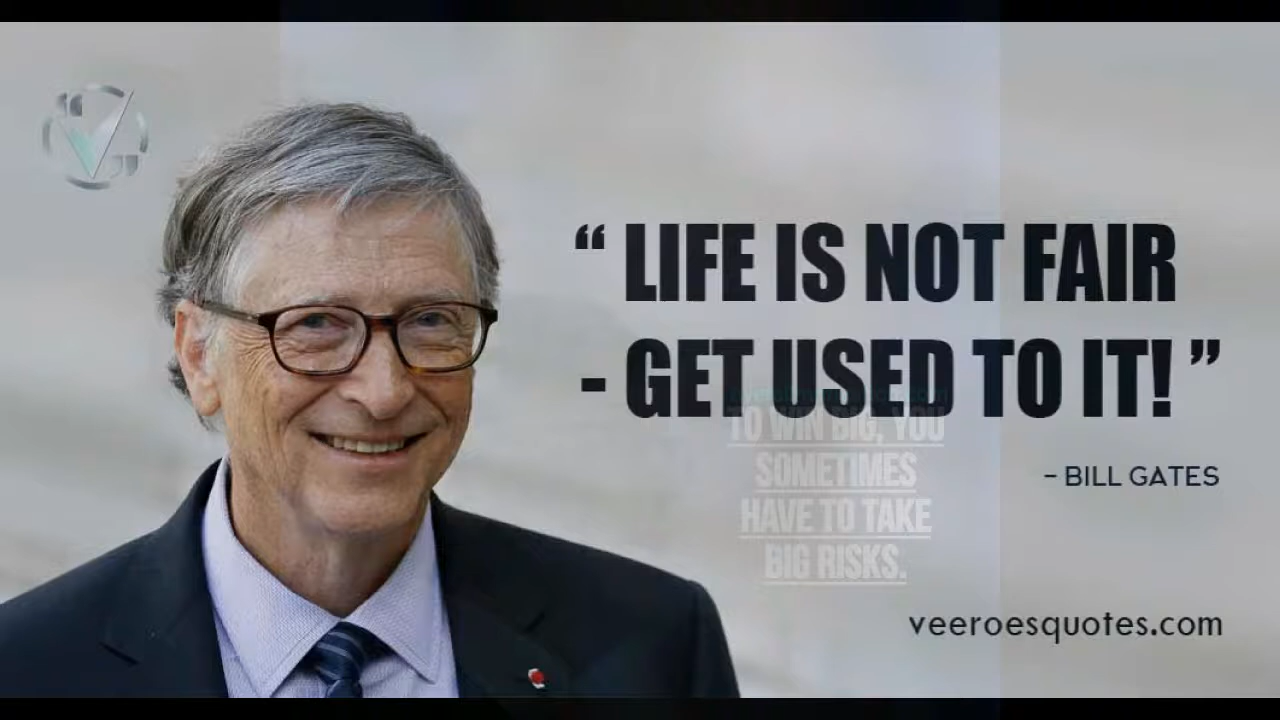 “ LIFE IS NOT FAIR
- GET USED TO IT! ”
TO WIN BIG, YOU
SOMETIMES
HAVE TO TAKE
BIG RISKS.
- BILL GATES
veeroesquotes.com